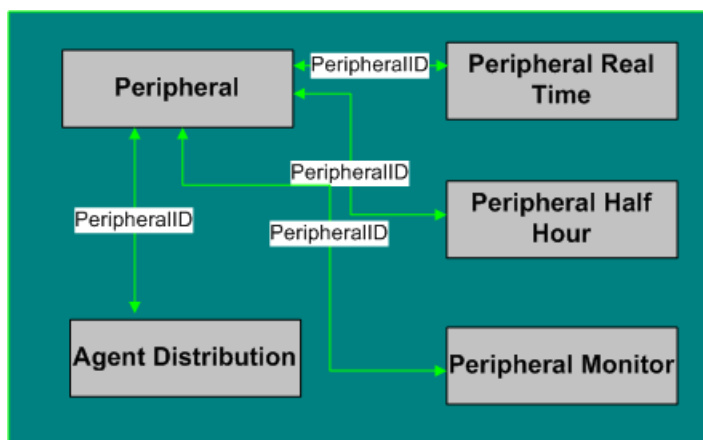 Peripheral
PeripheralID
Peripheral Real
Time
PeripheralID
Peripheral Half
Hour
PeripheralID
PeripheralID
Agent Distribution
Peripheral Monitor